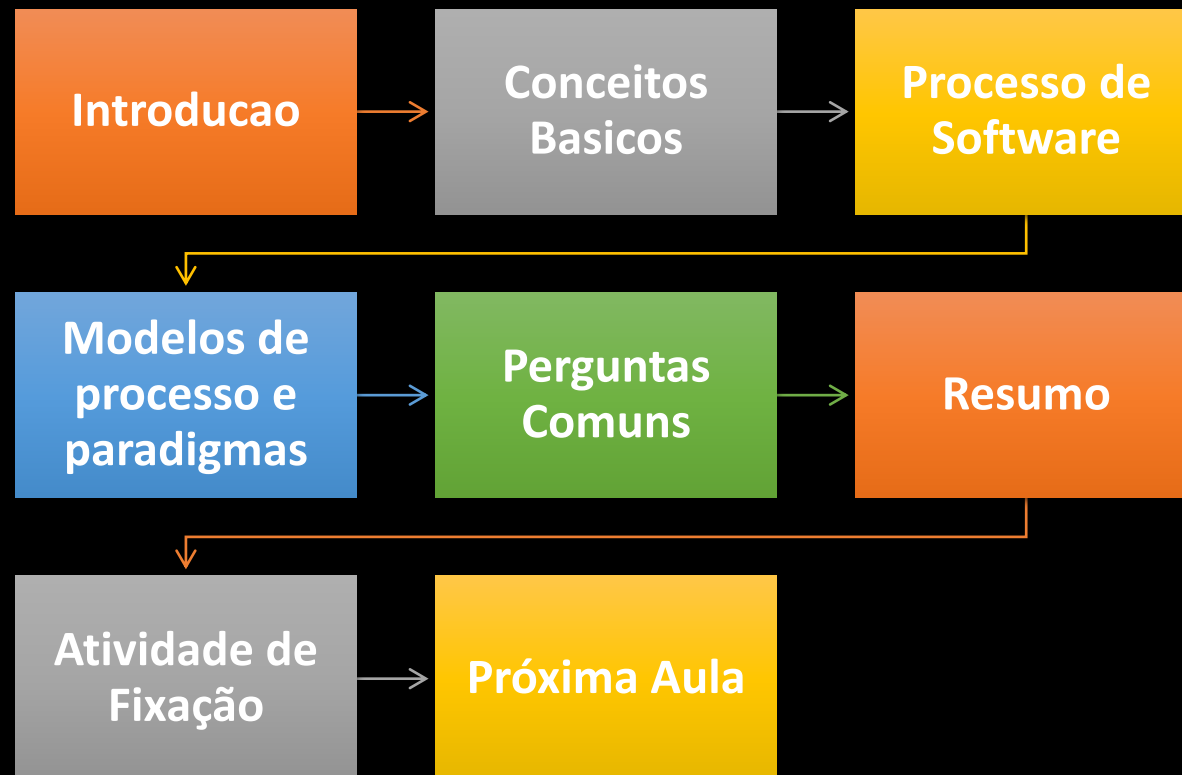 Introducao
Conceitos
Basicos
Processo de
Software
Modelos de
processo e
paradigmas
Perguntas
Comuns
Resumo
Atividade de
Fixação
Próxima Aula